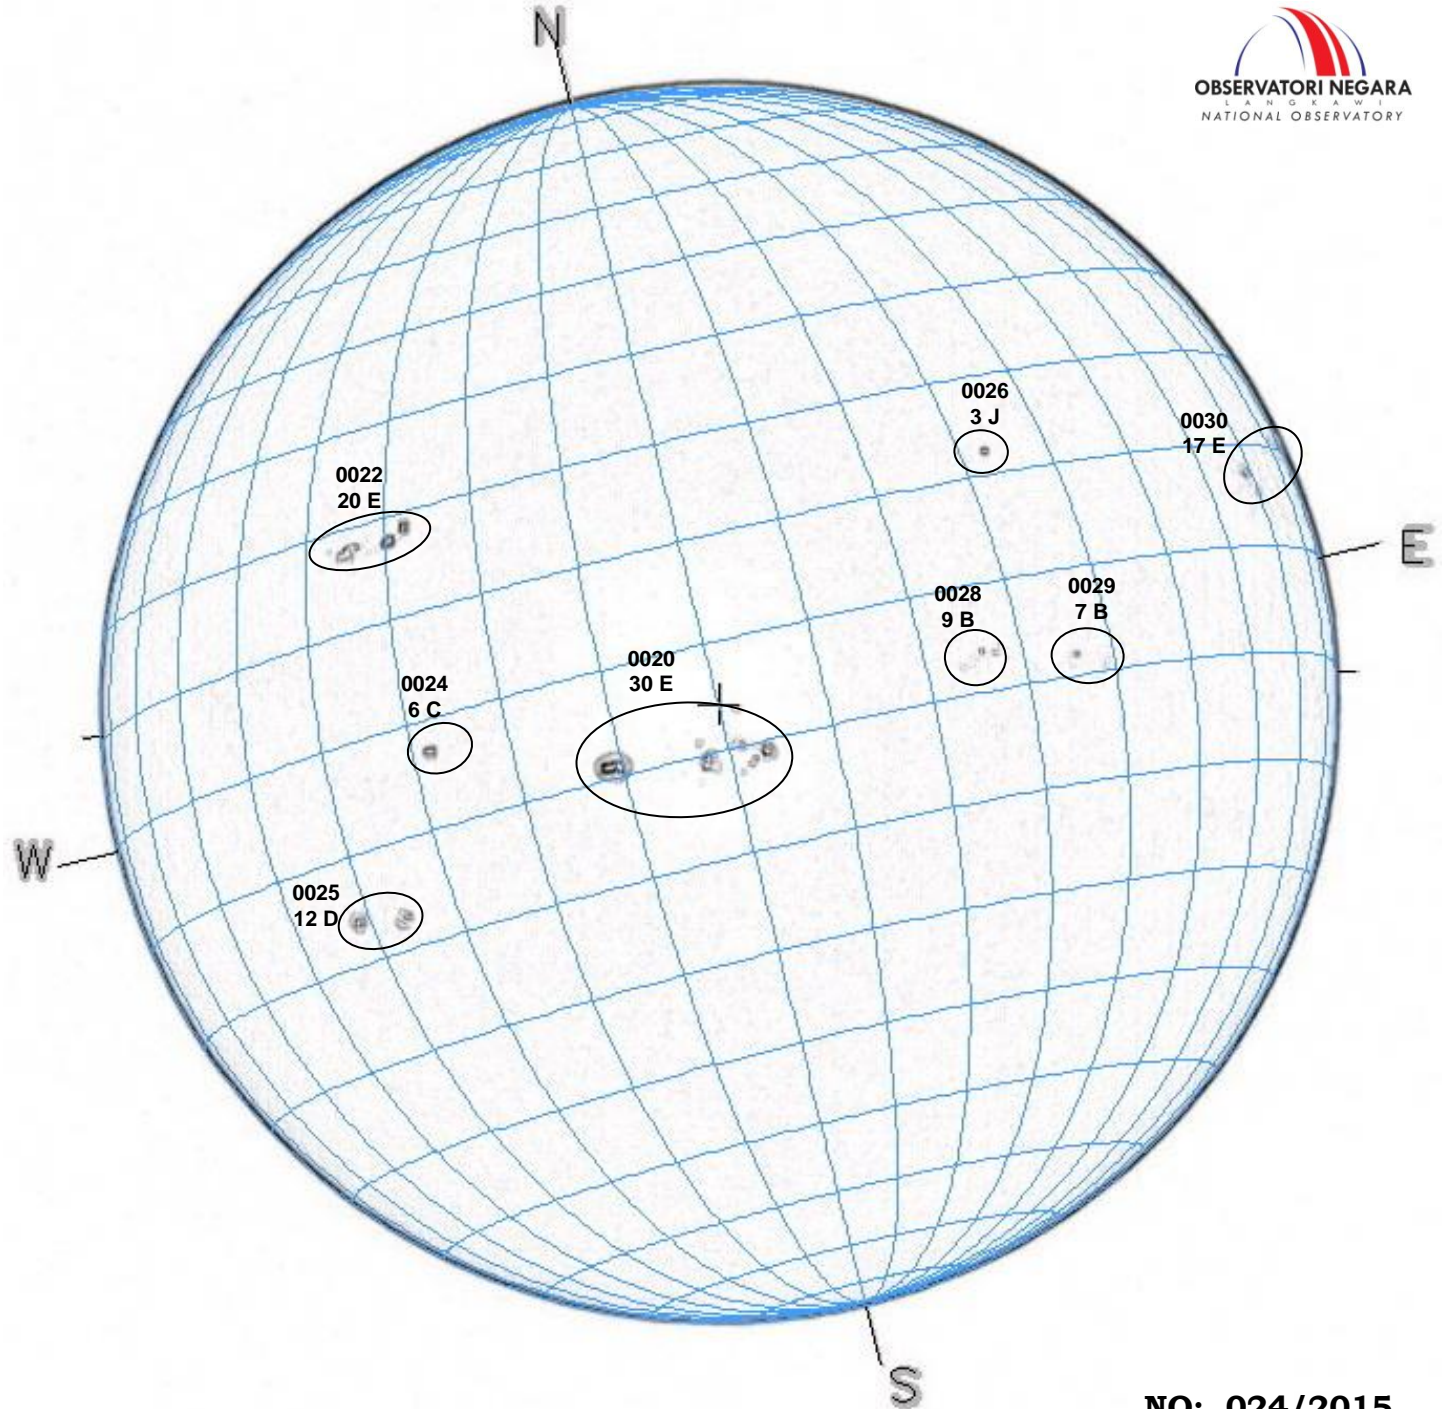 N
OBSERVATORI NEGARA
LANGKAWI
NATIONAL OBSERVATORY
0026
3 J
0030
17 E
0022
20 E
E
0029
7 B
0028
9 B
0020
30 E
0024
6 C
W
0025
12 D
S
NO: 024/2015